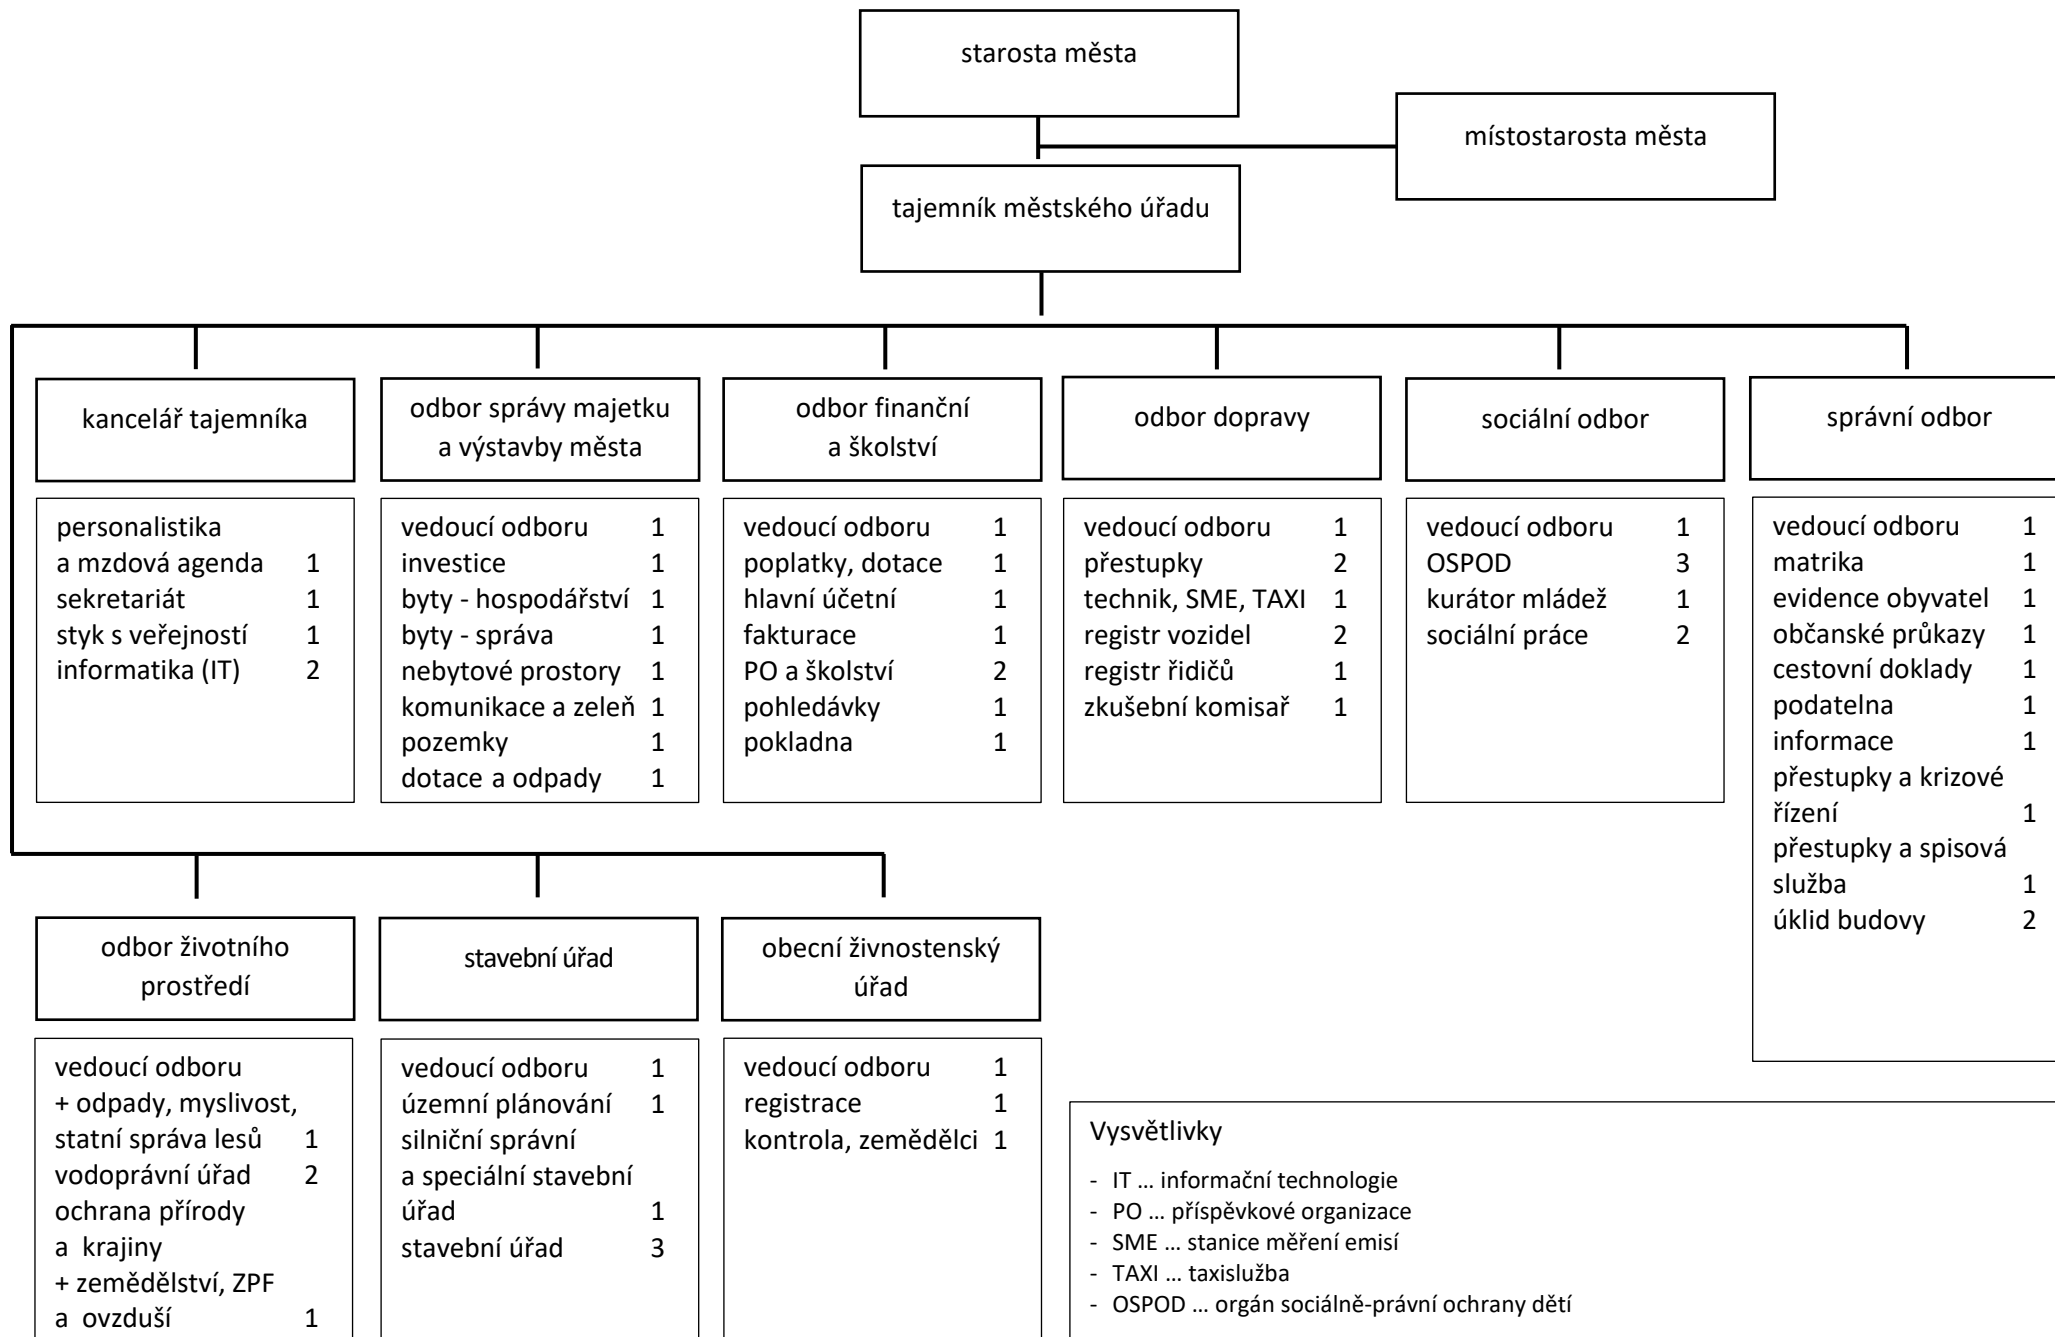 starosta města
místostarosta města
tajemník městského úřadu
kancelář tajemníka
personalistika
a mzdová agenda 1
sekretariát 1
styk s veřejností 1
informatika (IT) 2
odbor správy majetku
a výstavby města
vedoucí odboru 1
investice 1
byty - hospodářství 1
byty - správa 1
nebytové prostory 1
komunikace a zeleň 1
pozemky 1
dotace a odpady 1
odbor finanční
a školství
vedoucí odboru 1
poplatky, dotace 1
hlavní účetní 1
fakturace 1
PO a školství 2
pohledávky 1
pokladna 1
odbor dopravy
vedoucí odboru 1
přestupky 2
technik, SME, TAXI 1
registr vozidel 2
registr řidičů 1
zkušební komisař 1
sociální odbor
vedoucí odboru 1
OSPOD 3
kurátor mládež 1
sociální práce 2
správní odbor
vedoucí odboru 1
matrika 1
evidence obyvatel 1
občanské průkazy 1
cestovní doklady 1
podatelna 1
informace 1
přestupky a krizové
řízení 1
přestupky a spisová
služba 1
úklid budovy 2
odbor životního
prostředí
vedoucí odboru
+ odpady, myslivost,
statní správa lesů 1
vodoprávní úřad 2
ochrana přírody
a krajiny
+ zemědělství, ZPF
a ovzduší 1
stavební úřad
vedoucí odboru 1
územní plánování 1
silniční správní
a speciální stavební
úřad 1
stavební úřad 3
obecní živnostenský
úřad
vedoucí odboru 1
registrace 1
kontrola, zemědělci 1
Vysvětlivky
- IT ... informační technologie
- PO ... příspěvkové organizace
- SME ... stanice měření emisí
- TAXI ... taxislužba
- OSPOD ... orgán sociálně-právní ochrany dětí